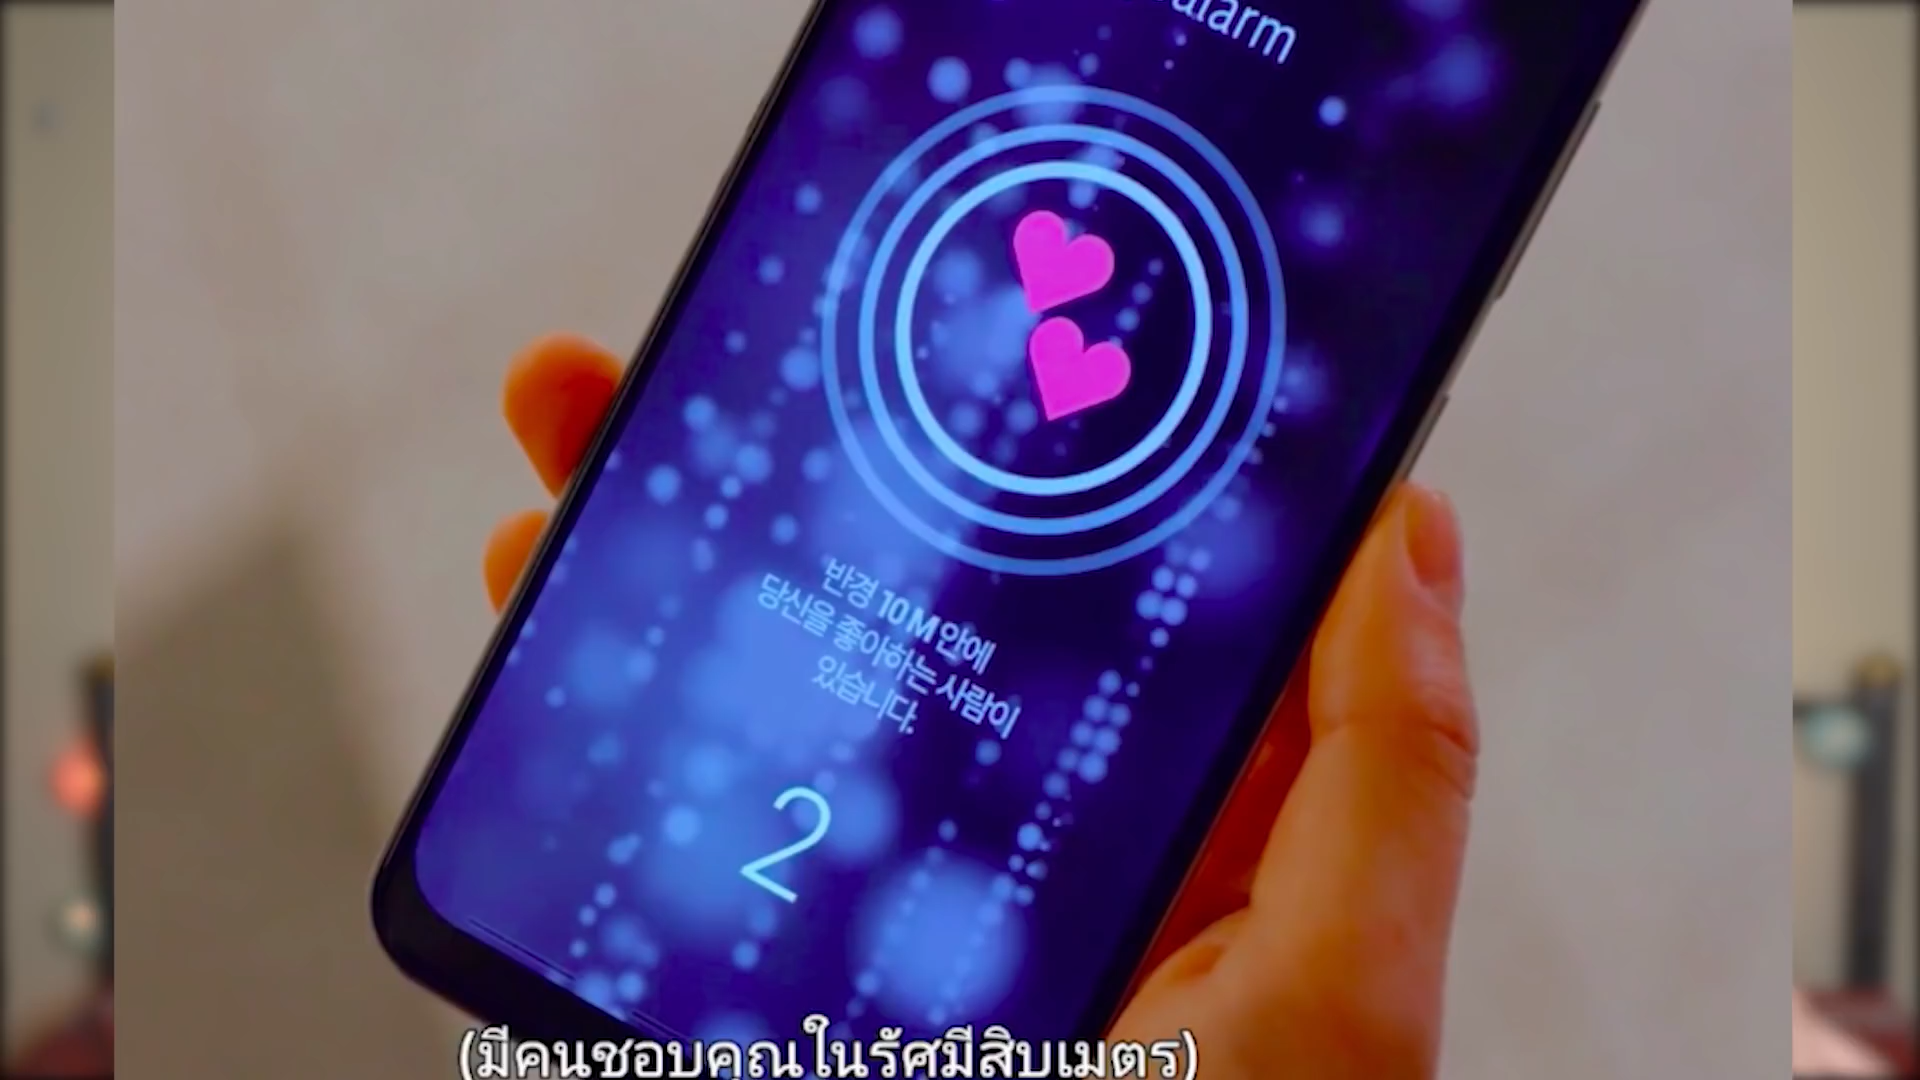 반경 10 M 안에
당신을 좋아하는 사람이
있습니다.
2
(มีคนชอบคุณในรัศมีสิบเมตร)